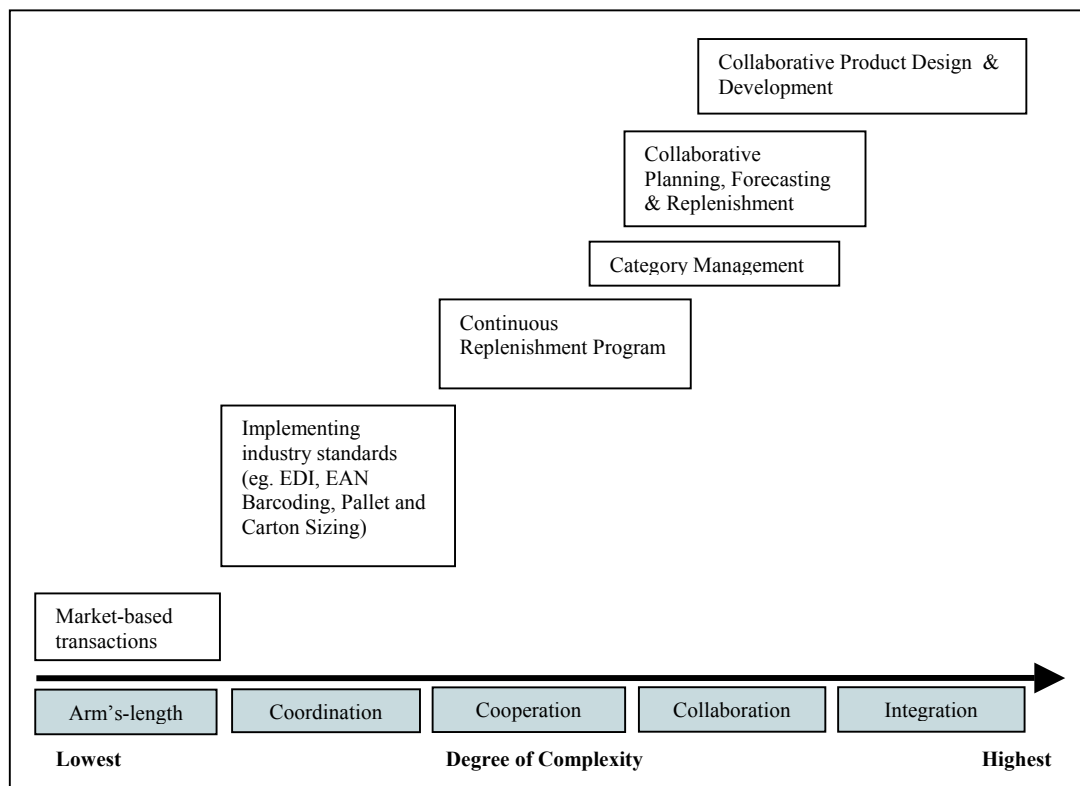 Collaborative Product Design &
Development
Collaborative
Planning, Forecasting
& Replenishment
Category Management
Continuous
Replenishment Program
Implementing
industry standards
(eg. EDI, EAN
Barcoding, Pallet and
Carton Sizing)
Market-based
transactions
Arm's-length
Coordination
Cooperation
Collaboration
Integration
Lowest
Degree of Complexity
Highest